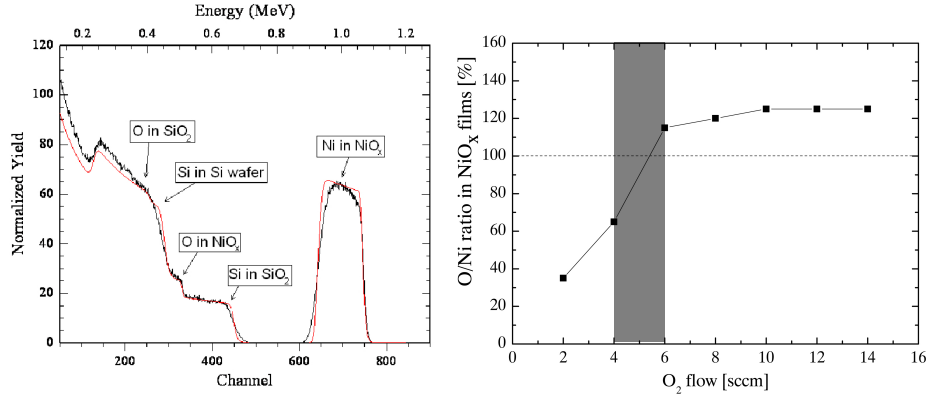 Energy (MeV)
0.2 0.4 0.6 0.8 1.0 1.2
120
100
80
60
40
20
0
Normalized Yield
O in SiO2
Si in Si wafer
O in NiOx
Si in SiO2
Ni in NiOx
200 400 600 800
Channel
160
140
120
100
80
60
40
20
0
O/Ni ratio in NiOX films [%]
0 2 4 6 8 10 12 14 16
O2 flow [sccm]